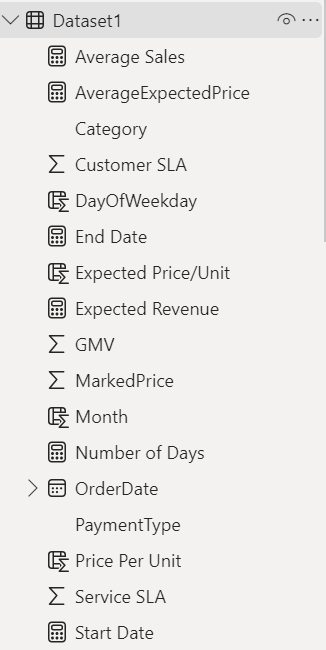 Dataset1
Average Sales
AverageExpectedPrice
Category
Customer SLA
DayOfWeekday
End Date
Expected Price/Unit
Expected Revenue
GMV
MarkedPrice
Month
Number of Days
OrderDate
PaymentType
Price Per Unit
Service SLA
Start Date